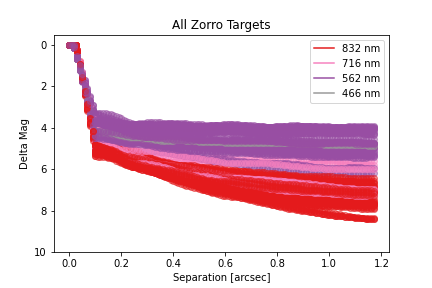 All Zorro Targets
832 nm
716 nm
562 nm
466 nm
Delta Mag
0
2
4
6
8
10
0.0 0.2 0.4 0.6 0.8 1.0 1.2
Separation [arcsec]